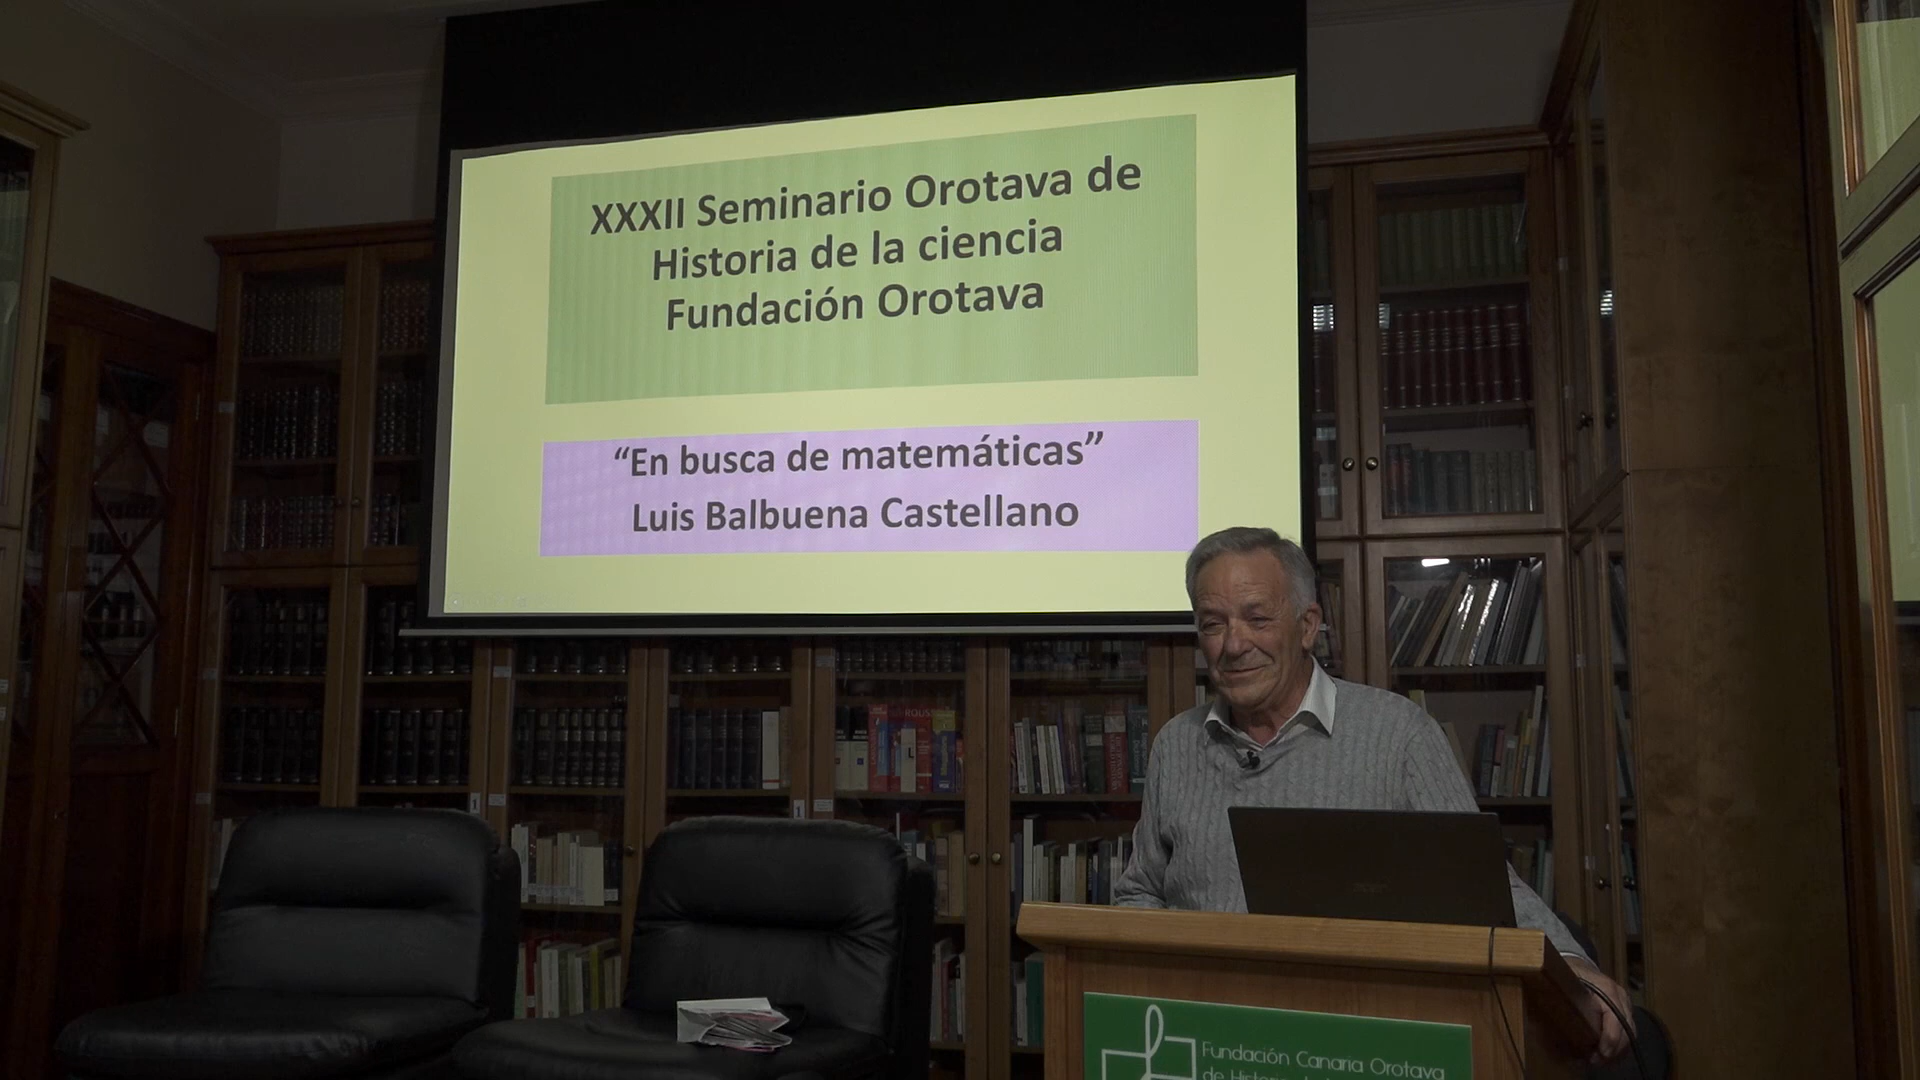 XXXII Seminario Orotava de
Historia de la ciencia
Fundación Orotava
“En busca de matemáticas”
Luis Balbuena Castellano
Fundación Canaria Orotava